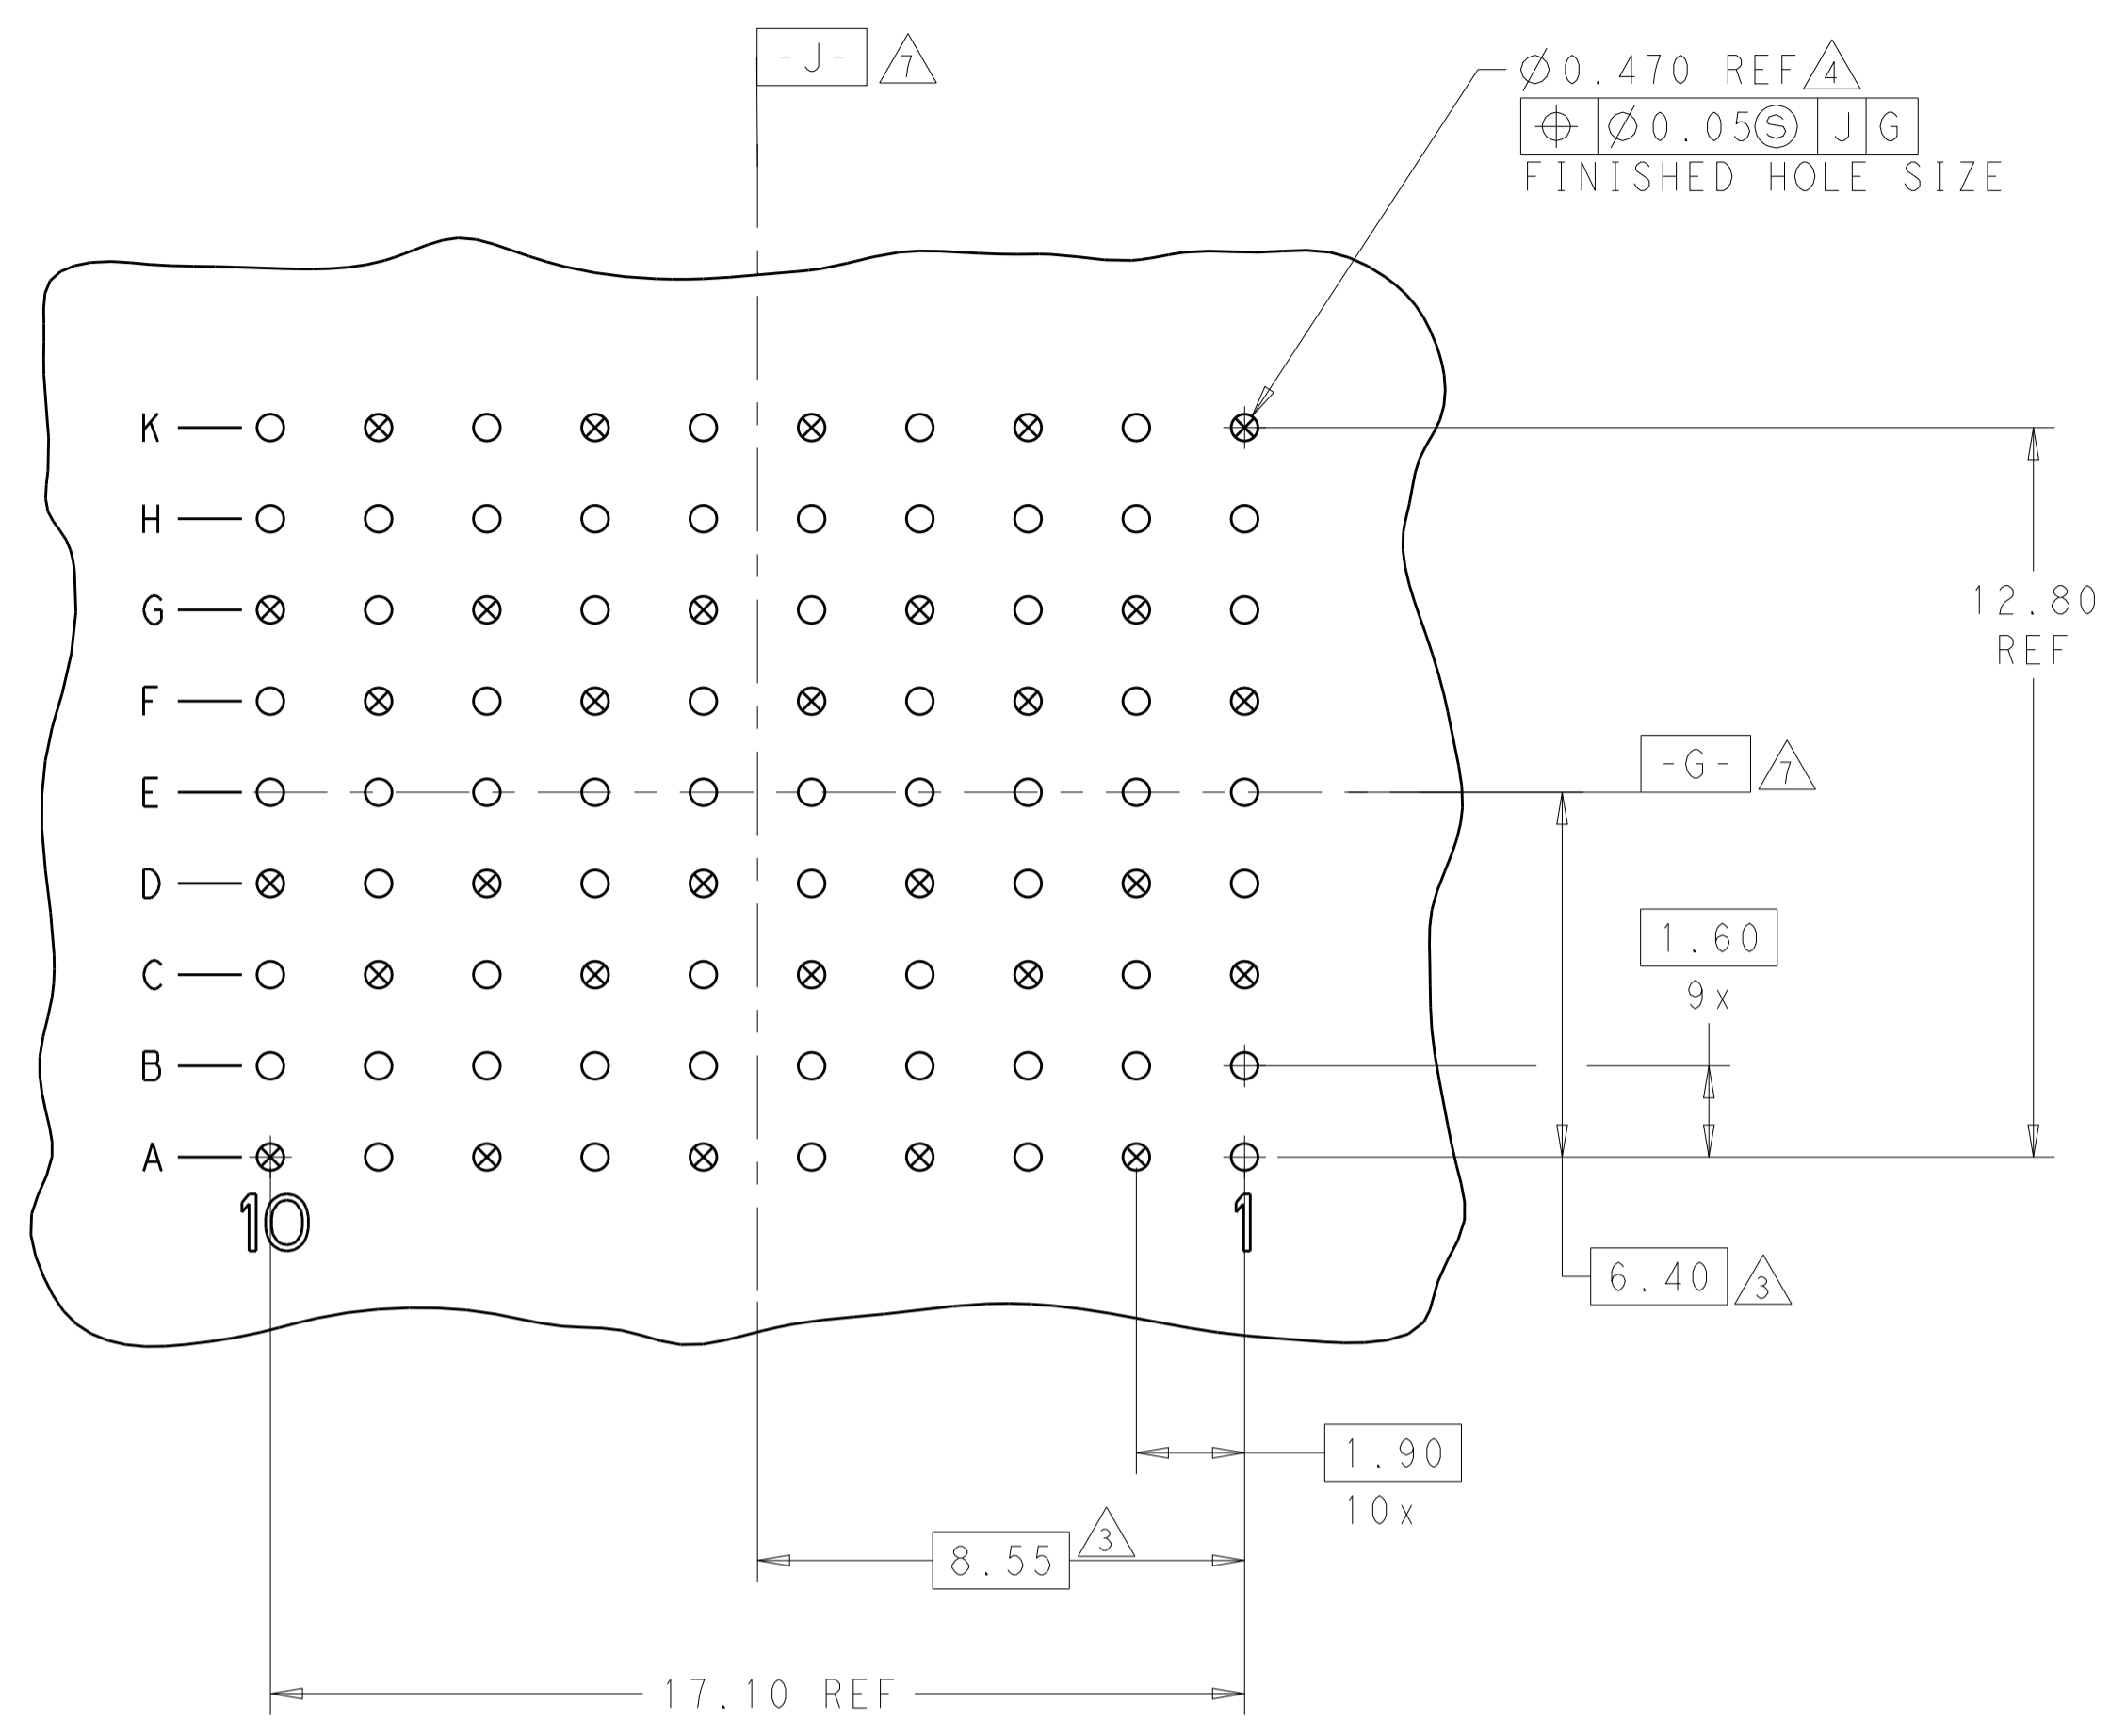 -J- 7
Ø0.470 REF 4
⌖ Ø0.05 Ⓢ J G
FINISHED HOLE SIZE
K
H
G
F
E
D
C
B
A
10
1
12.80
REF
-G- 7
1.60
9x
6.40 3
1.90
10x
8.55 3
17.10 REF